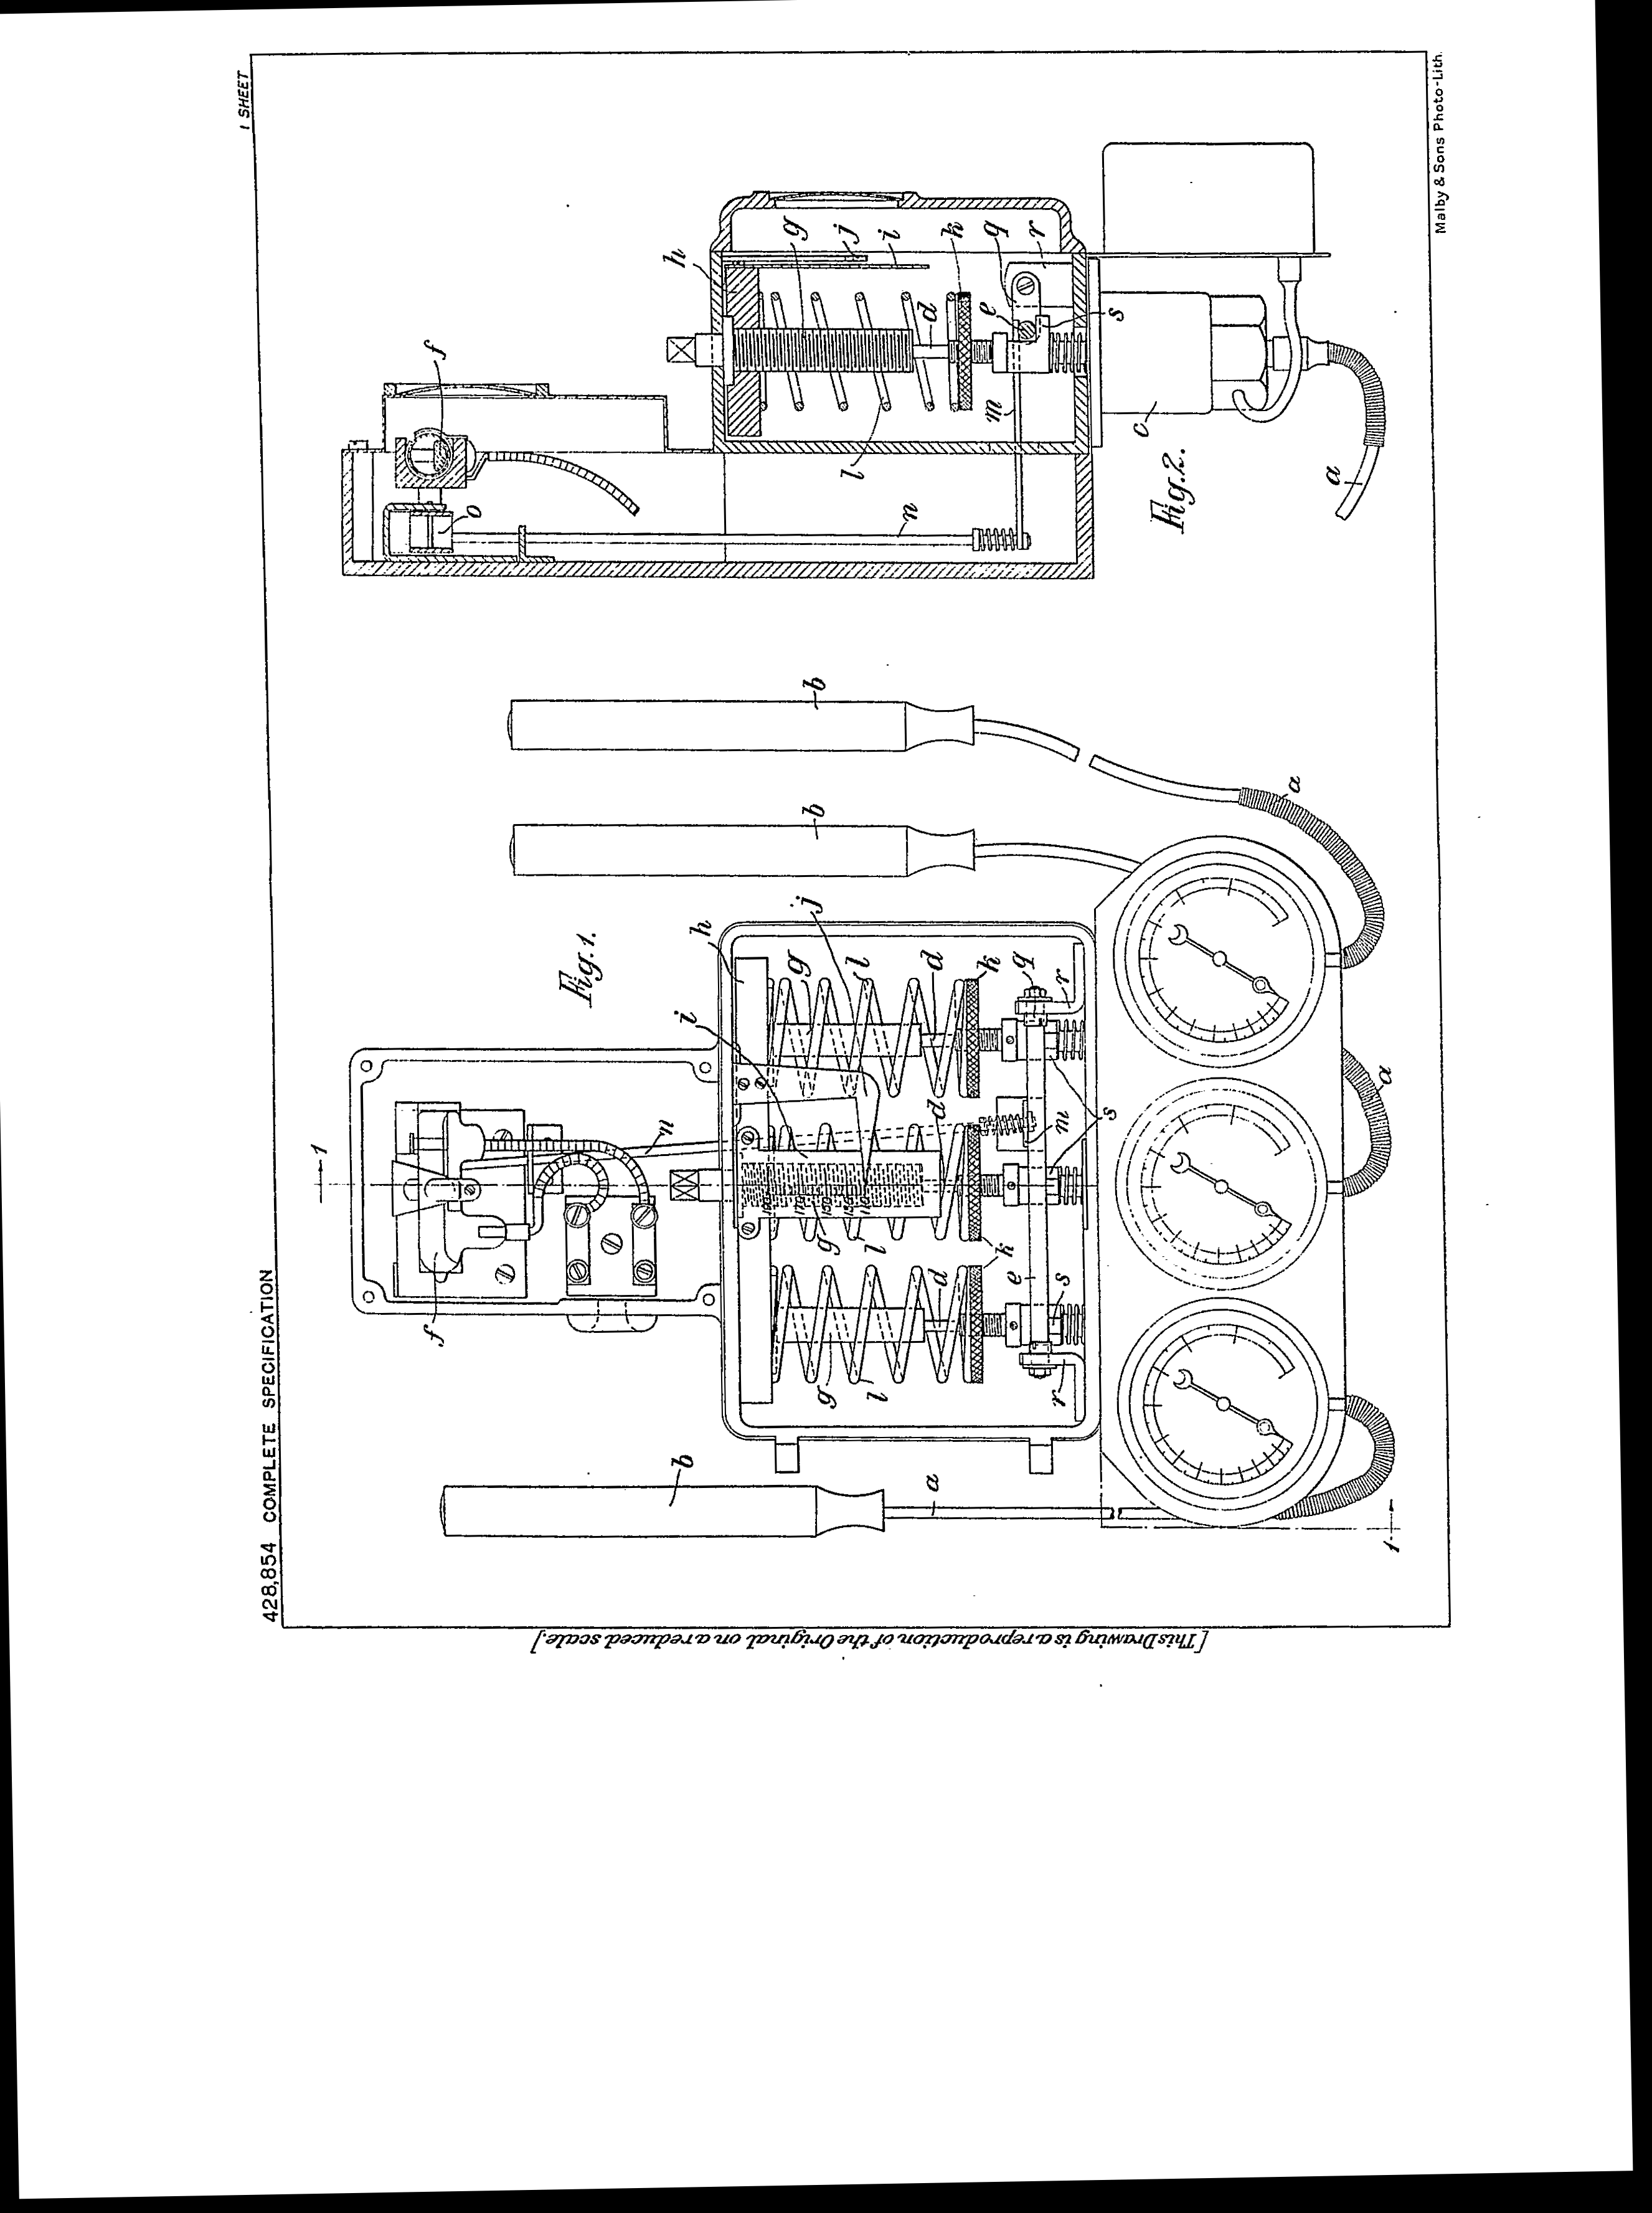 428,854 COMPLETE SPECIFICATION
1 SHEET
[This Drawing is a reproduction of the Original on a reduced scale.]
Fig.1.
1
f
n
i
h
j
g
l
d
k
q
r
m
s
e
g
l
d
k
g
l
d
s
r
b
b
b
a
a
a
1
Fig.2.
f
o
n
h
g
j
i
k
d
l
m
e
q
r
s
c
a
Malby & Sons Photo-Lith.